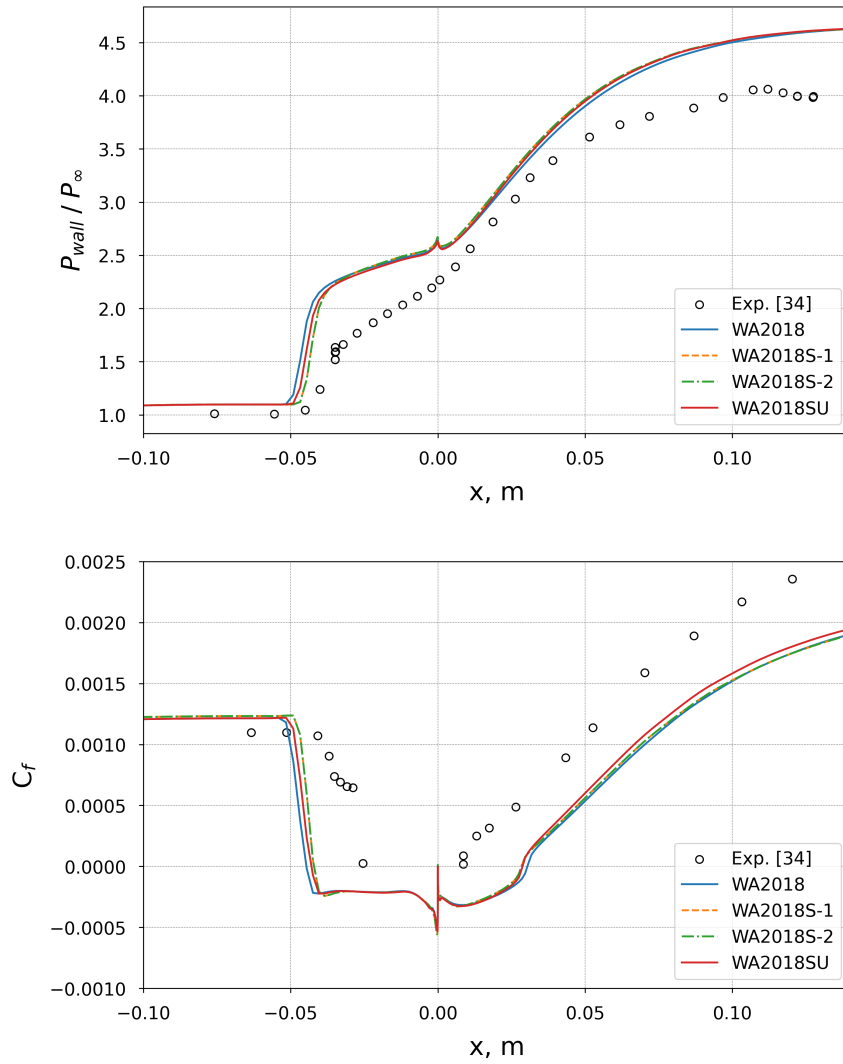 4.5
4.0
3.5
3.0
2.5
2.0
1.5
1.0
P_wall / P_∞
Exp. [34]
WA2018
WA2018S-1
WA2018S-2
WA2018SU
−0.10 −0.05 0.00 0.05 0.10
x, m
0.0025
0.0020
0.0015
0.0010
0.0005
0.0000
−0.0005
−0.0010
C_f
Exp. [34]
WA2018
WA2018S-1
WA2018S-2
WA2018SU
−0.10 −0.05 0.00 0.05 0.10
x, m